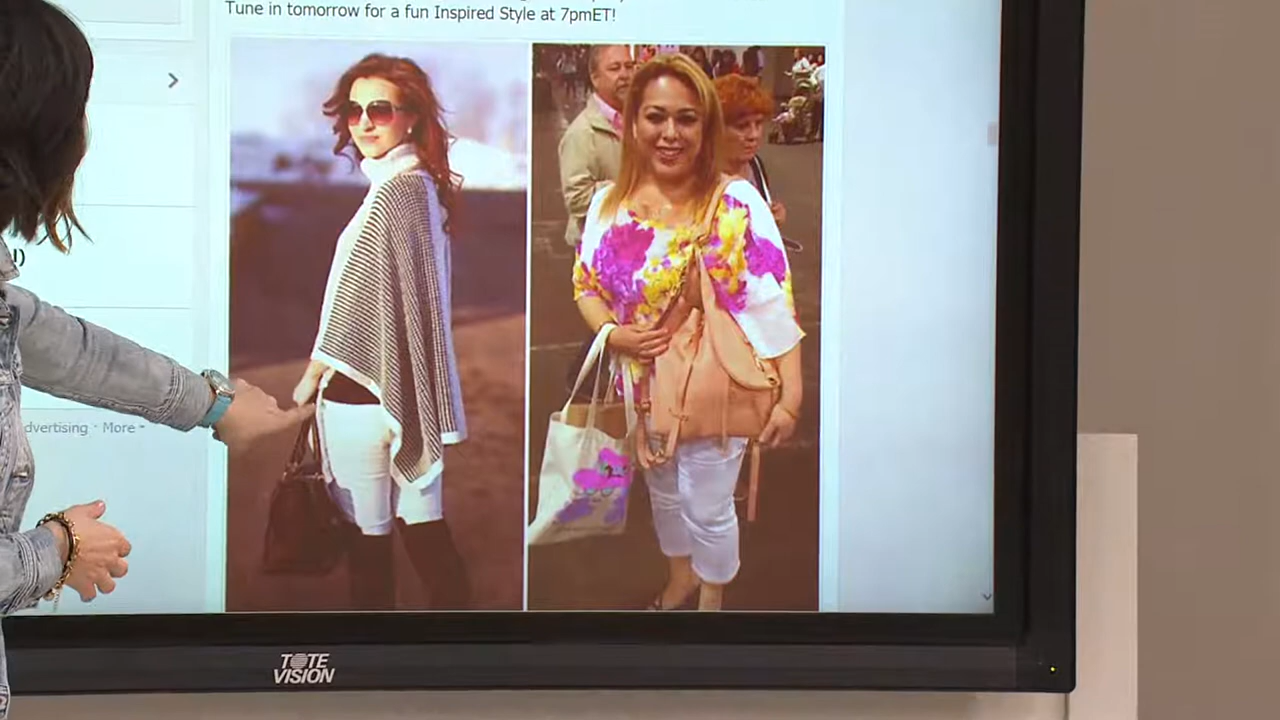 Tune in tomorrow for a fun Inspired Style at 7pmET!
dvertising · More
TOTE
VISION